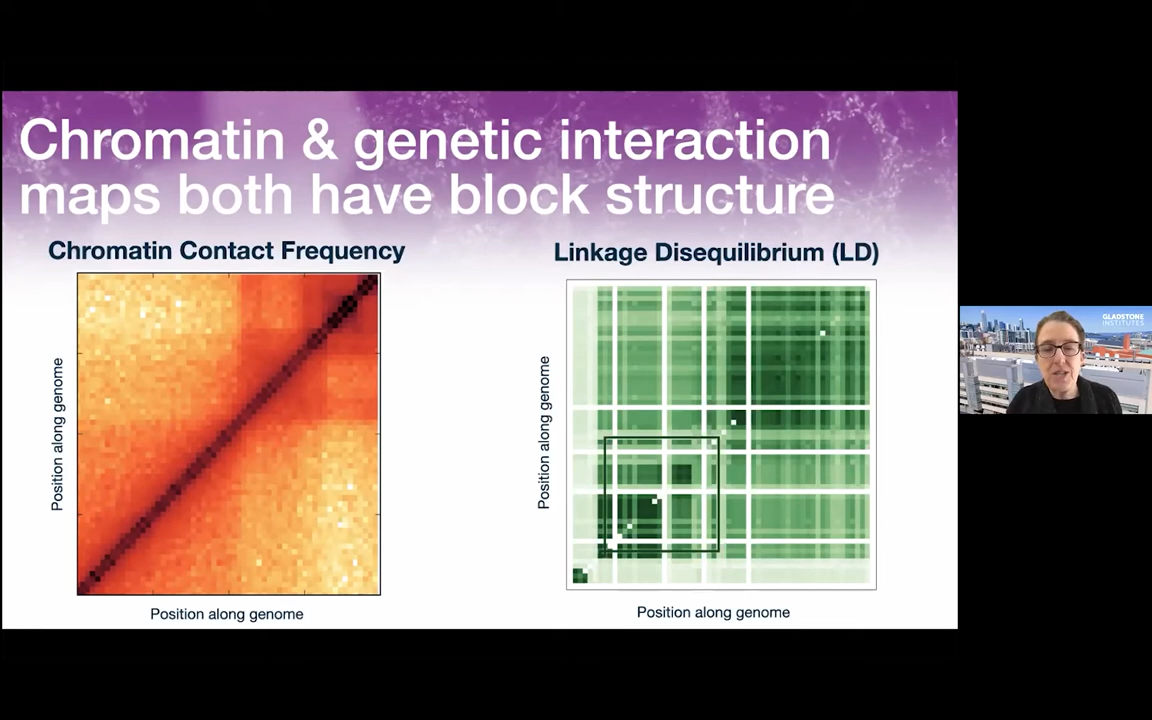 Chromatin & genetic interaction
maps both have block structure
Chromatin Contact Frequency
Linkage Disequilibrium (LD)
Position along genome
Position along genome
Position along genome
Position along genome
GLADSTONE
INSTITUTES